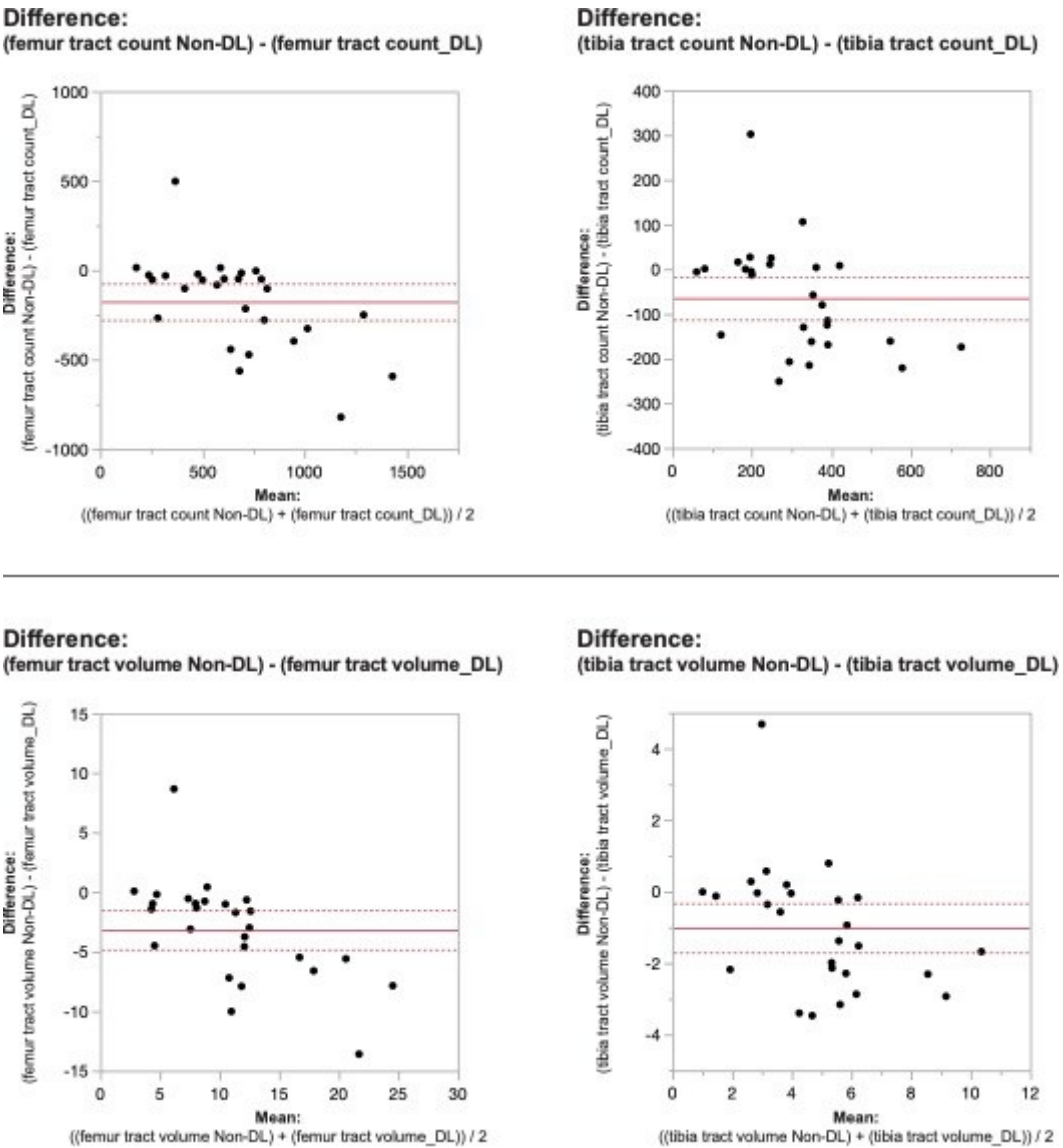 Difference:
(femur tract count Non-DL) - (femur tract count_DL)
Difference:
(femur tract count Non-DL) - (femur tract count_DL)
1000
500
0
-500
-1000
0
500
1000
1500
Mean:
((femur tract count Non-DL) + (femur tract count_DL)) / 2
Difference:
(tibia tract count Non-DL) - (tibia tract count_DL)
Difference:
(tibia tract count Non-DL) - (tibia tract count_DL)
400
300
200
100
0
-100
-200
-300
-400
0
200
400
600
800
Mean:
((tibia tract count Non-DL) + (tibia tract count_DL)) / 2
Difference:
(femur tract volume Non-DL) - (femur tract volume_DL)
Difference:
(femur tract volume Non-DL) - (femur tract volume_DL)
15
10
5
0
-5
-10
-15
0
5
10
15
20
25
30
Mean:
((femur tract volume Non-DL) + (femur tract volume_DL)) / 2
Difference:
(tibia tract volume Non-DL) - (tibia tract volume_DL)
Difference:
(tibia tract volume Non-DL) - (tibia tract volume_DL)
4
2
0
-2
-4
0
2
4
6
8
10
12
Mean:
((tibia tract volume Non-DL) + (tibia tract volume_DL)) / 2